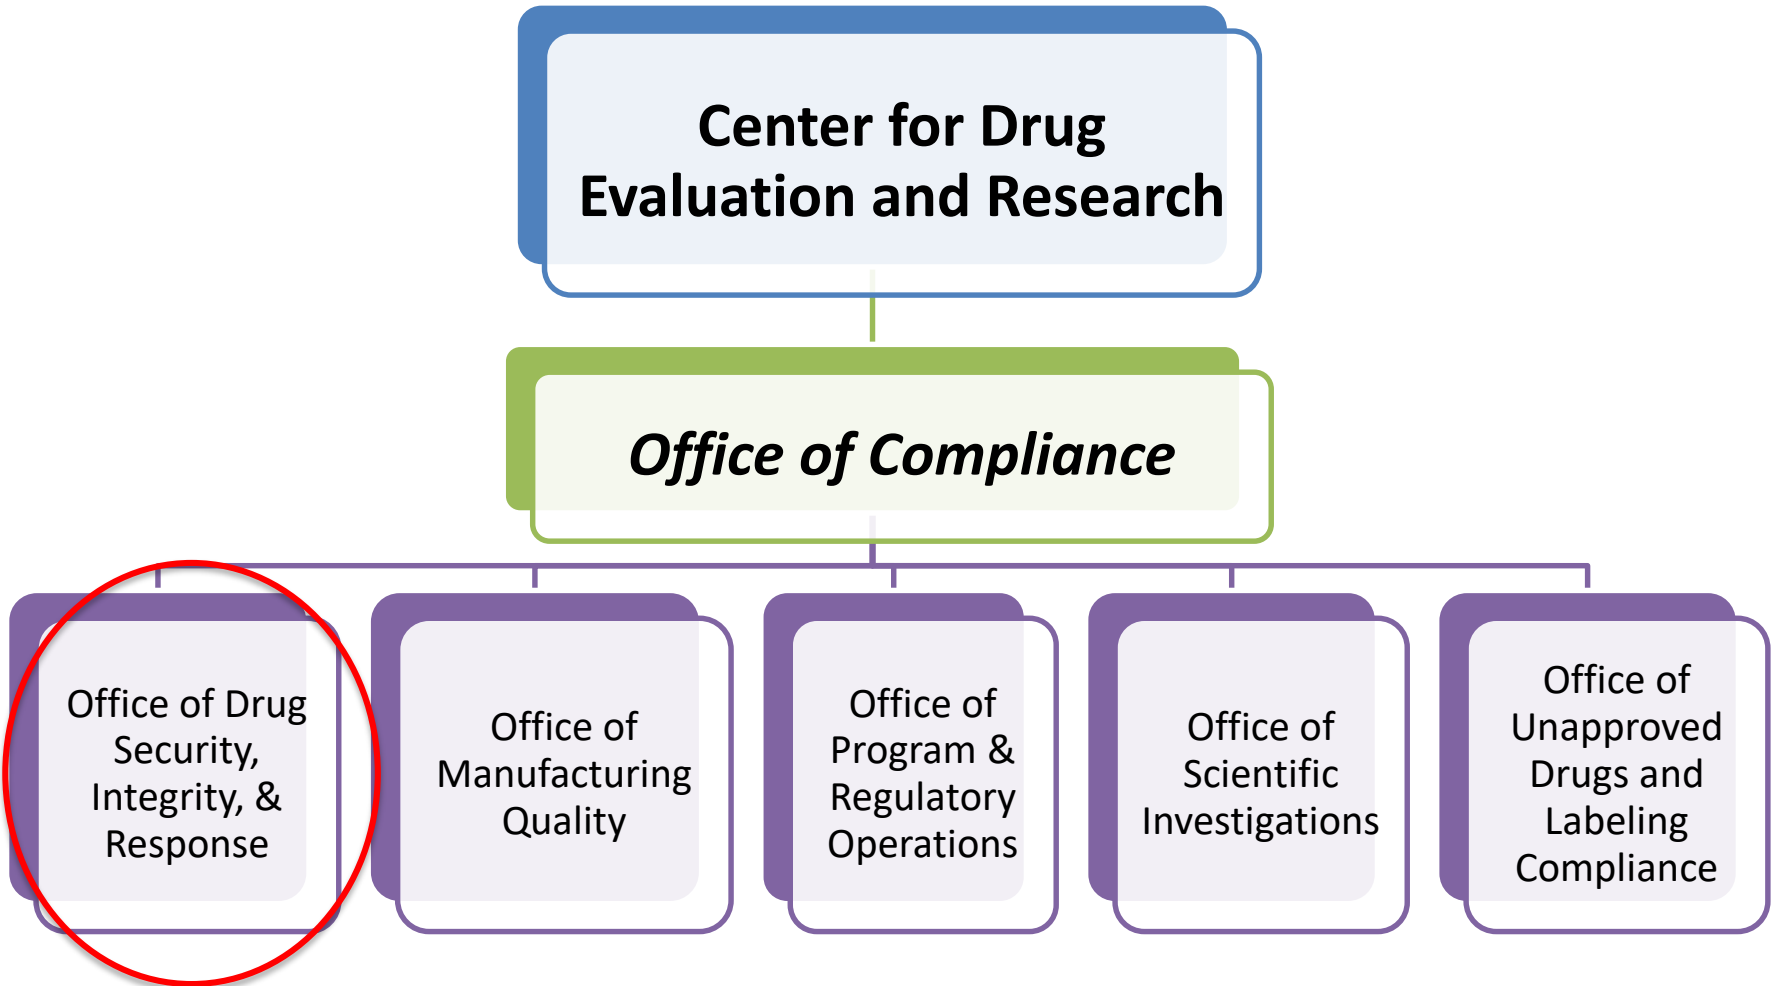 Center for Drug
Evaluation and Research
Office of Compliance
Office of Drug
Security,
Integrity, &
Response
Office of
Manufacturing
Quality
Office of
Program &
Regulatory
Operations
Office of
Scientific
Investigations
Office of
Unapproved
Drugs and
Labeling
Compliance